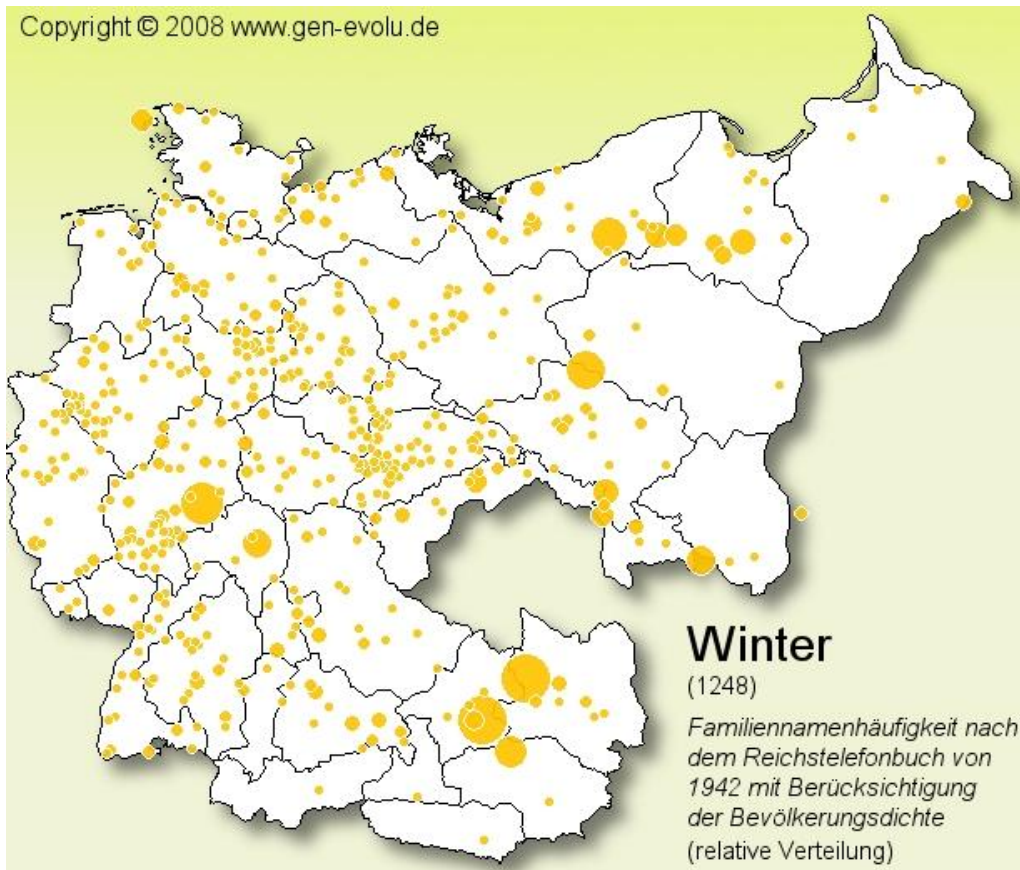 Copyright © 2008 www.gen-evolu.de
Winter
(1248)
Familiennamenhäufigkeit nach
dem Reichstelefonbuch von
1942 mit Berücksichtigung
der Bevölkerungsdichte
(relative Verteilung)